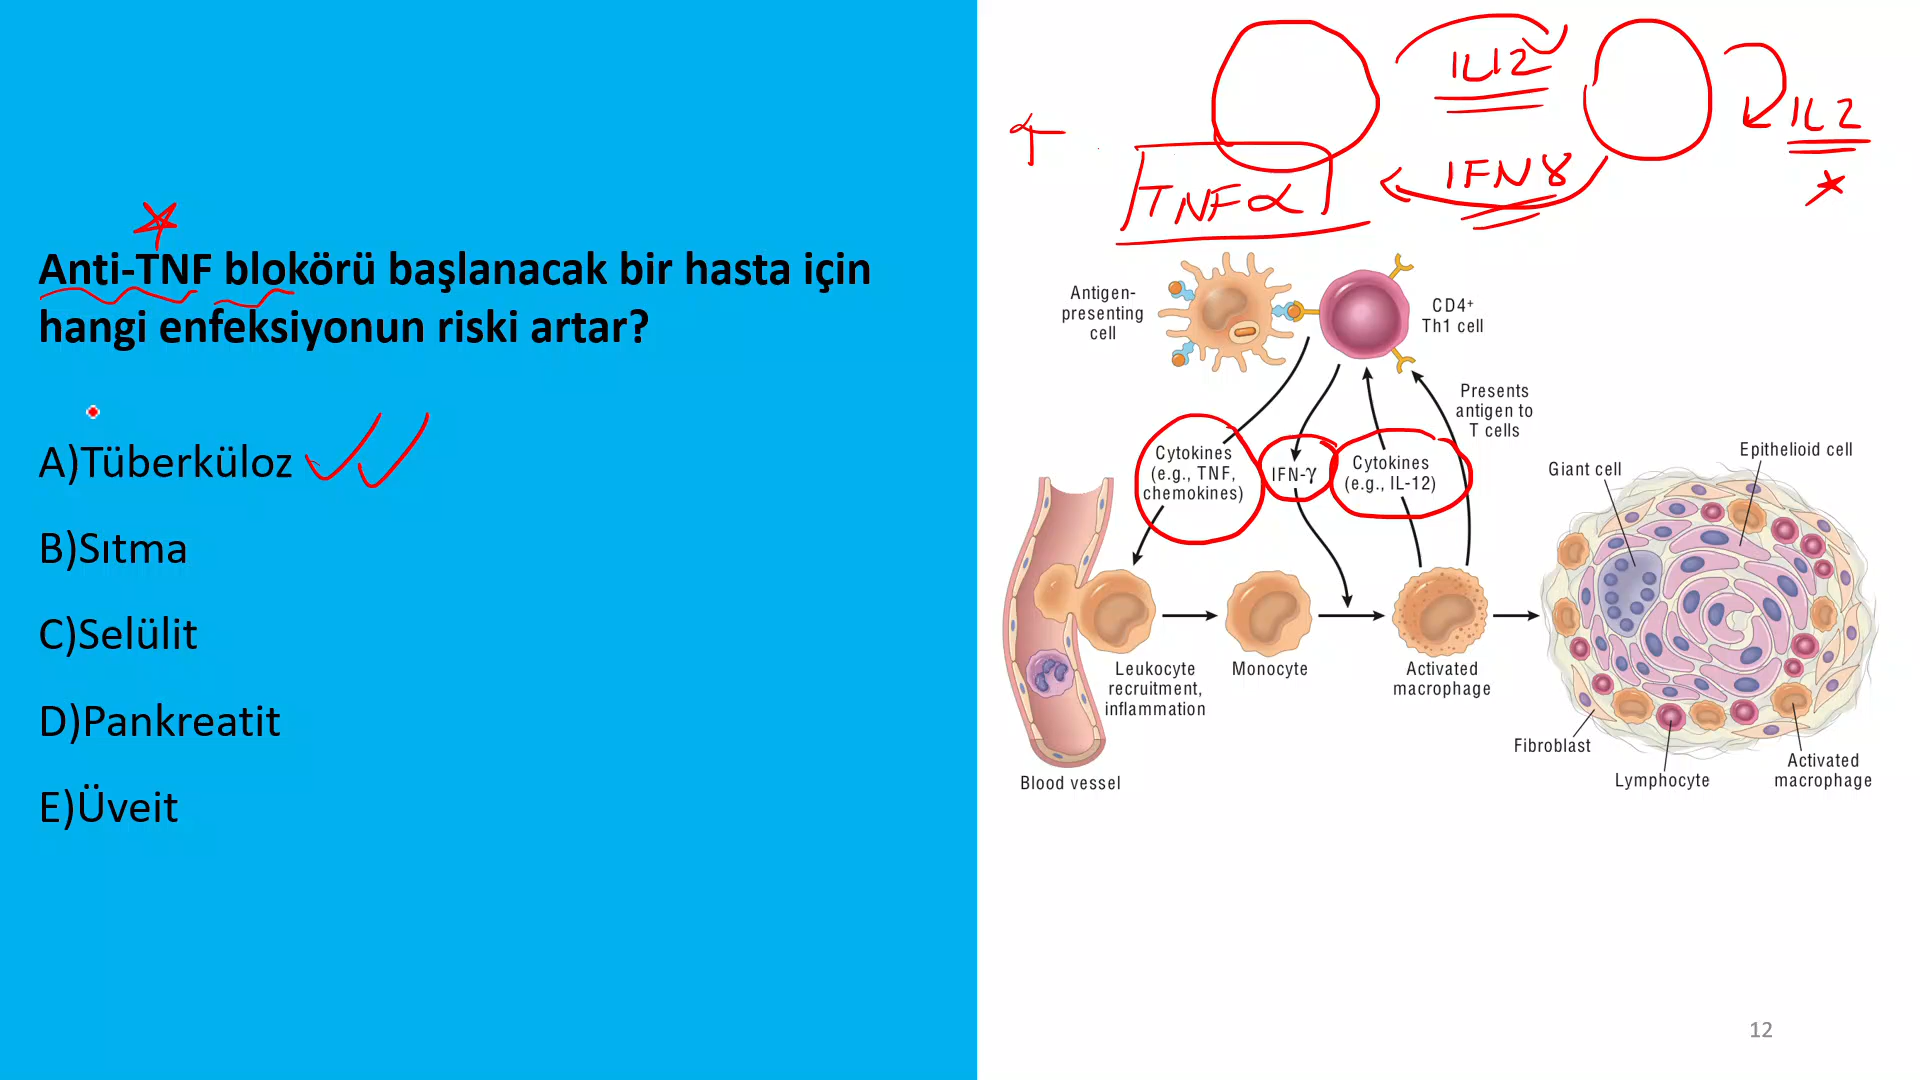 Anti-TNF blokörü başlanacak bir hasta için
hangi enfeksiyonun riski artar?
A)Tüberküloz
B)Sıtma
C)Selülit
D)Pankreatit
E)Üveit
IL12
IL2
IFNγ
TNFα
Antigen-
presenting
cell
CD4+
Th1 cell
Presents
antigen to
T cells
Cytokines
(e.g., TNF,
chemokines)
IFN-γ
Cytokines
(e.g., IL-12)
Giant cell
Epithelioid cell
Leukocyte
recruitment,
inflammation
Monocyte
Activated
macrophage
Blood vessel
Fibroblast
Lymphocyte
Activated
macrophage
12